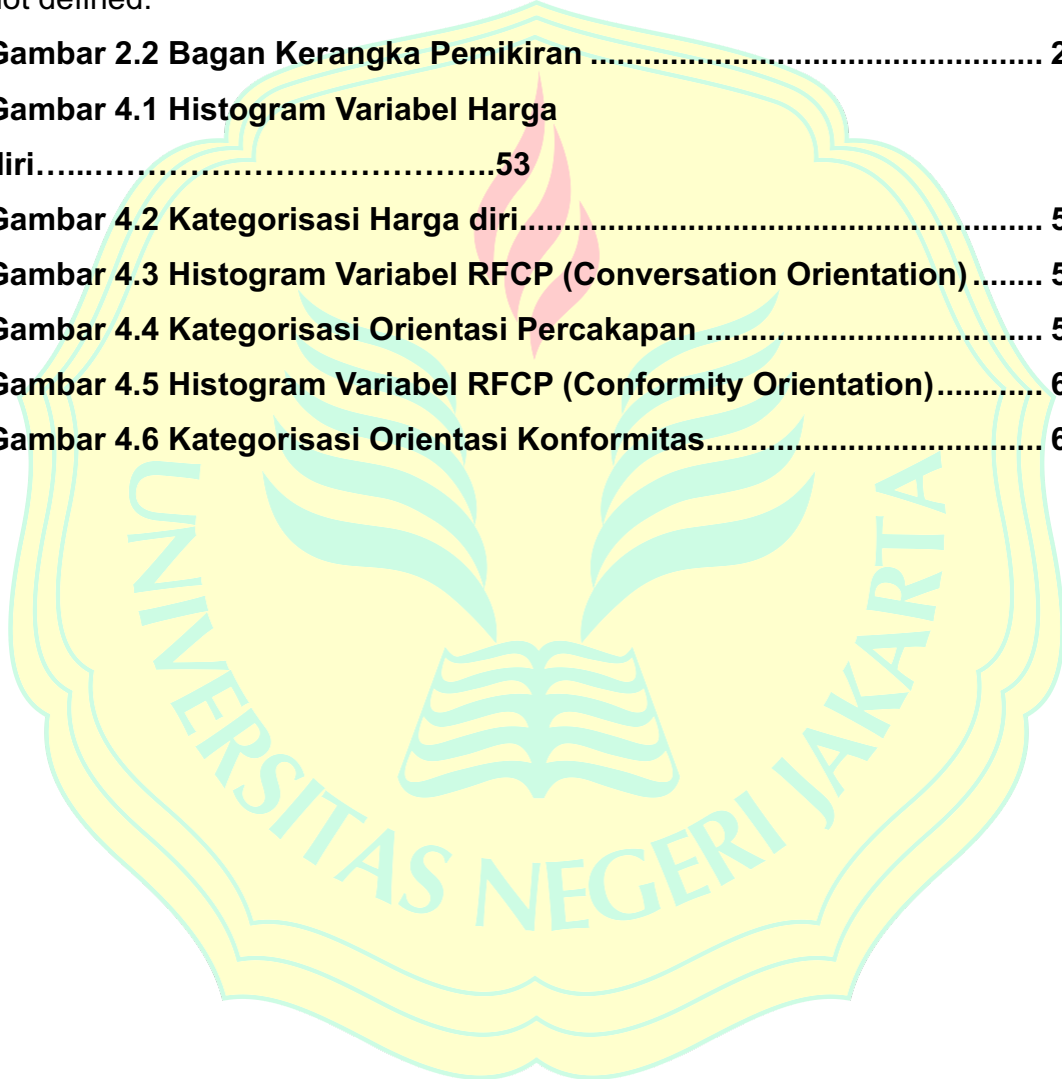 not defined.
Gambar 2.2 Bagan Kerangka Pemikiran .................................................... 2
Gambar 4.1 Histogram Variabel Harga
diri…...…………………………………..53
Gambar 4.2 Kategorisasi Harga diri............................................................ 5
Gambar 4.3 Histogram Variabel RFCP (Conversation Orientation) ........ 5
Gambar 4.4 Kategorisasi Orientasi Percakapan ...................................... 5
Gambar 4.5 Histogram Variabel RFCP (Conformity Orientation)............ 6
Gambar 4.6 Kategorisasi Orientasi Konformitas...................................... 6
UNIVERSITAS NEGERI JAKARTA